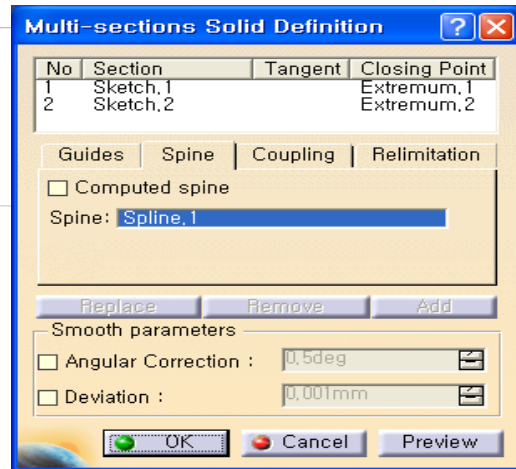 Multi-sections Solid Definition
No Section Tangent Closing Point
1 Sketch,1 Extremum,1
2 Sketch,2 Extremum,2
Guides Spine Coupling Relimitation
Computed spine
Spine: Spline,1
Replace Remove Add
Smooth parameters
Angular Correction : 0,5deg
Deviation : 0,001mm
OK Cancel Preview